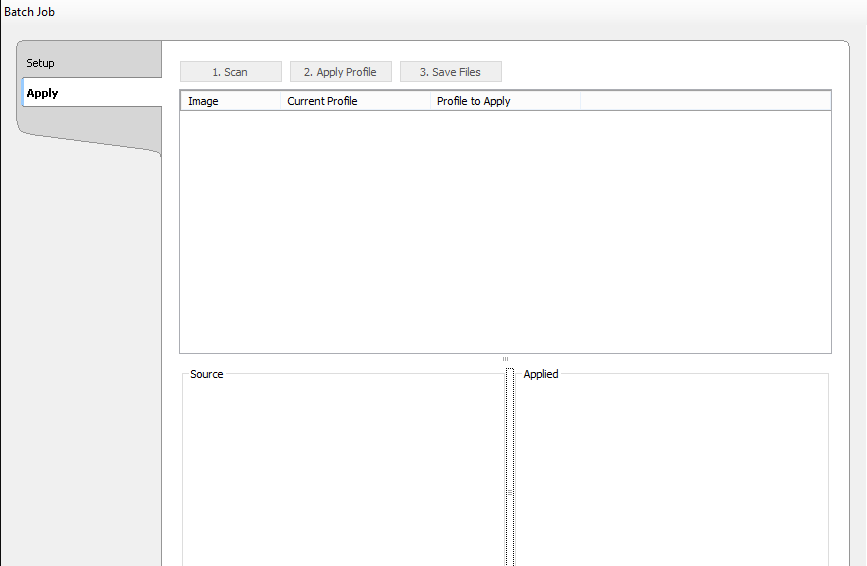 Batch Job
Setup
Apply
1. Scan 2. Apply Profile 3. Save Files
Image Current Profile Profile to Apply
Source Applied